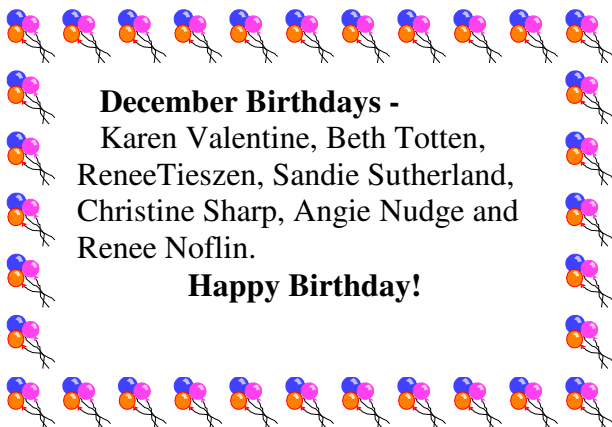 December Birthdays -
Karen Valentine, Beth Totten,
ReneeTieszen, Sandie Sutherland,
Christine Sharp, Angie Nudge and
Renee Noflin.
Happy Birthday!